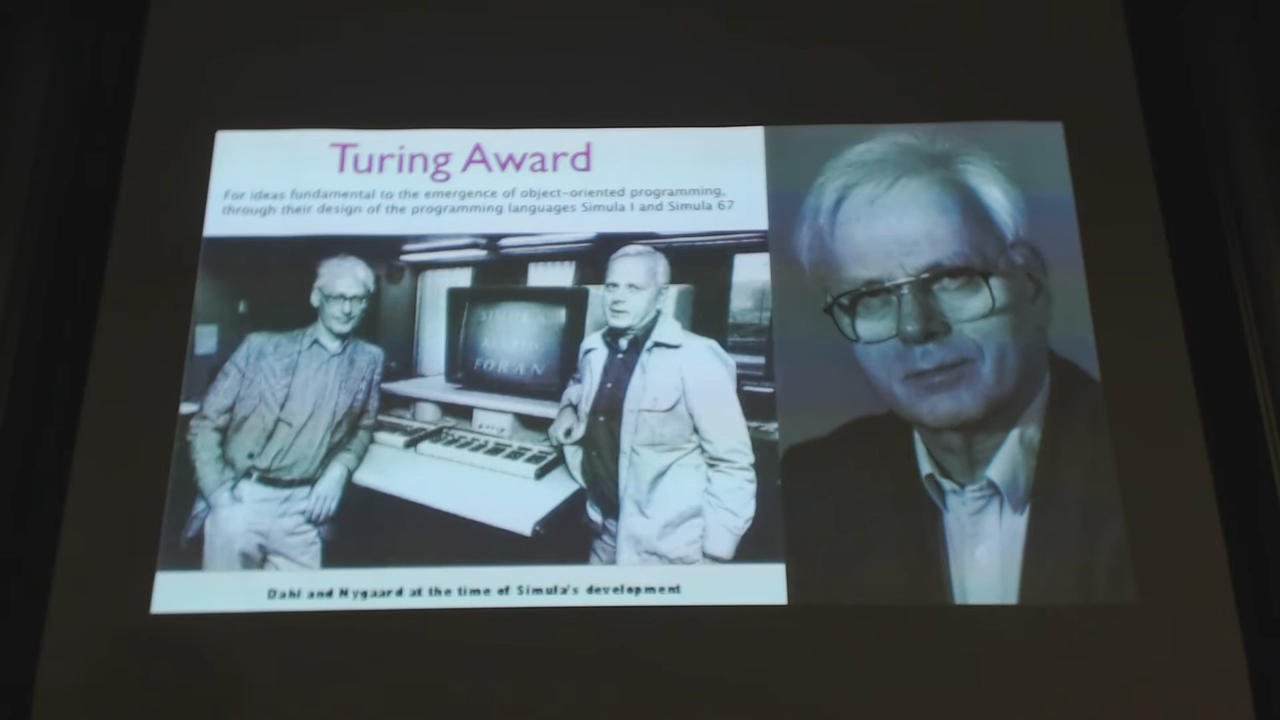 Turing Award
For ideas fundamental to the emergence of object-oriented programming,
through their design of the programming languages Simula I and Simula 67
FORAN
Dahl and Nygaard at the time of Simula's development